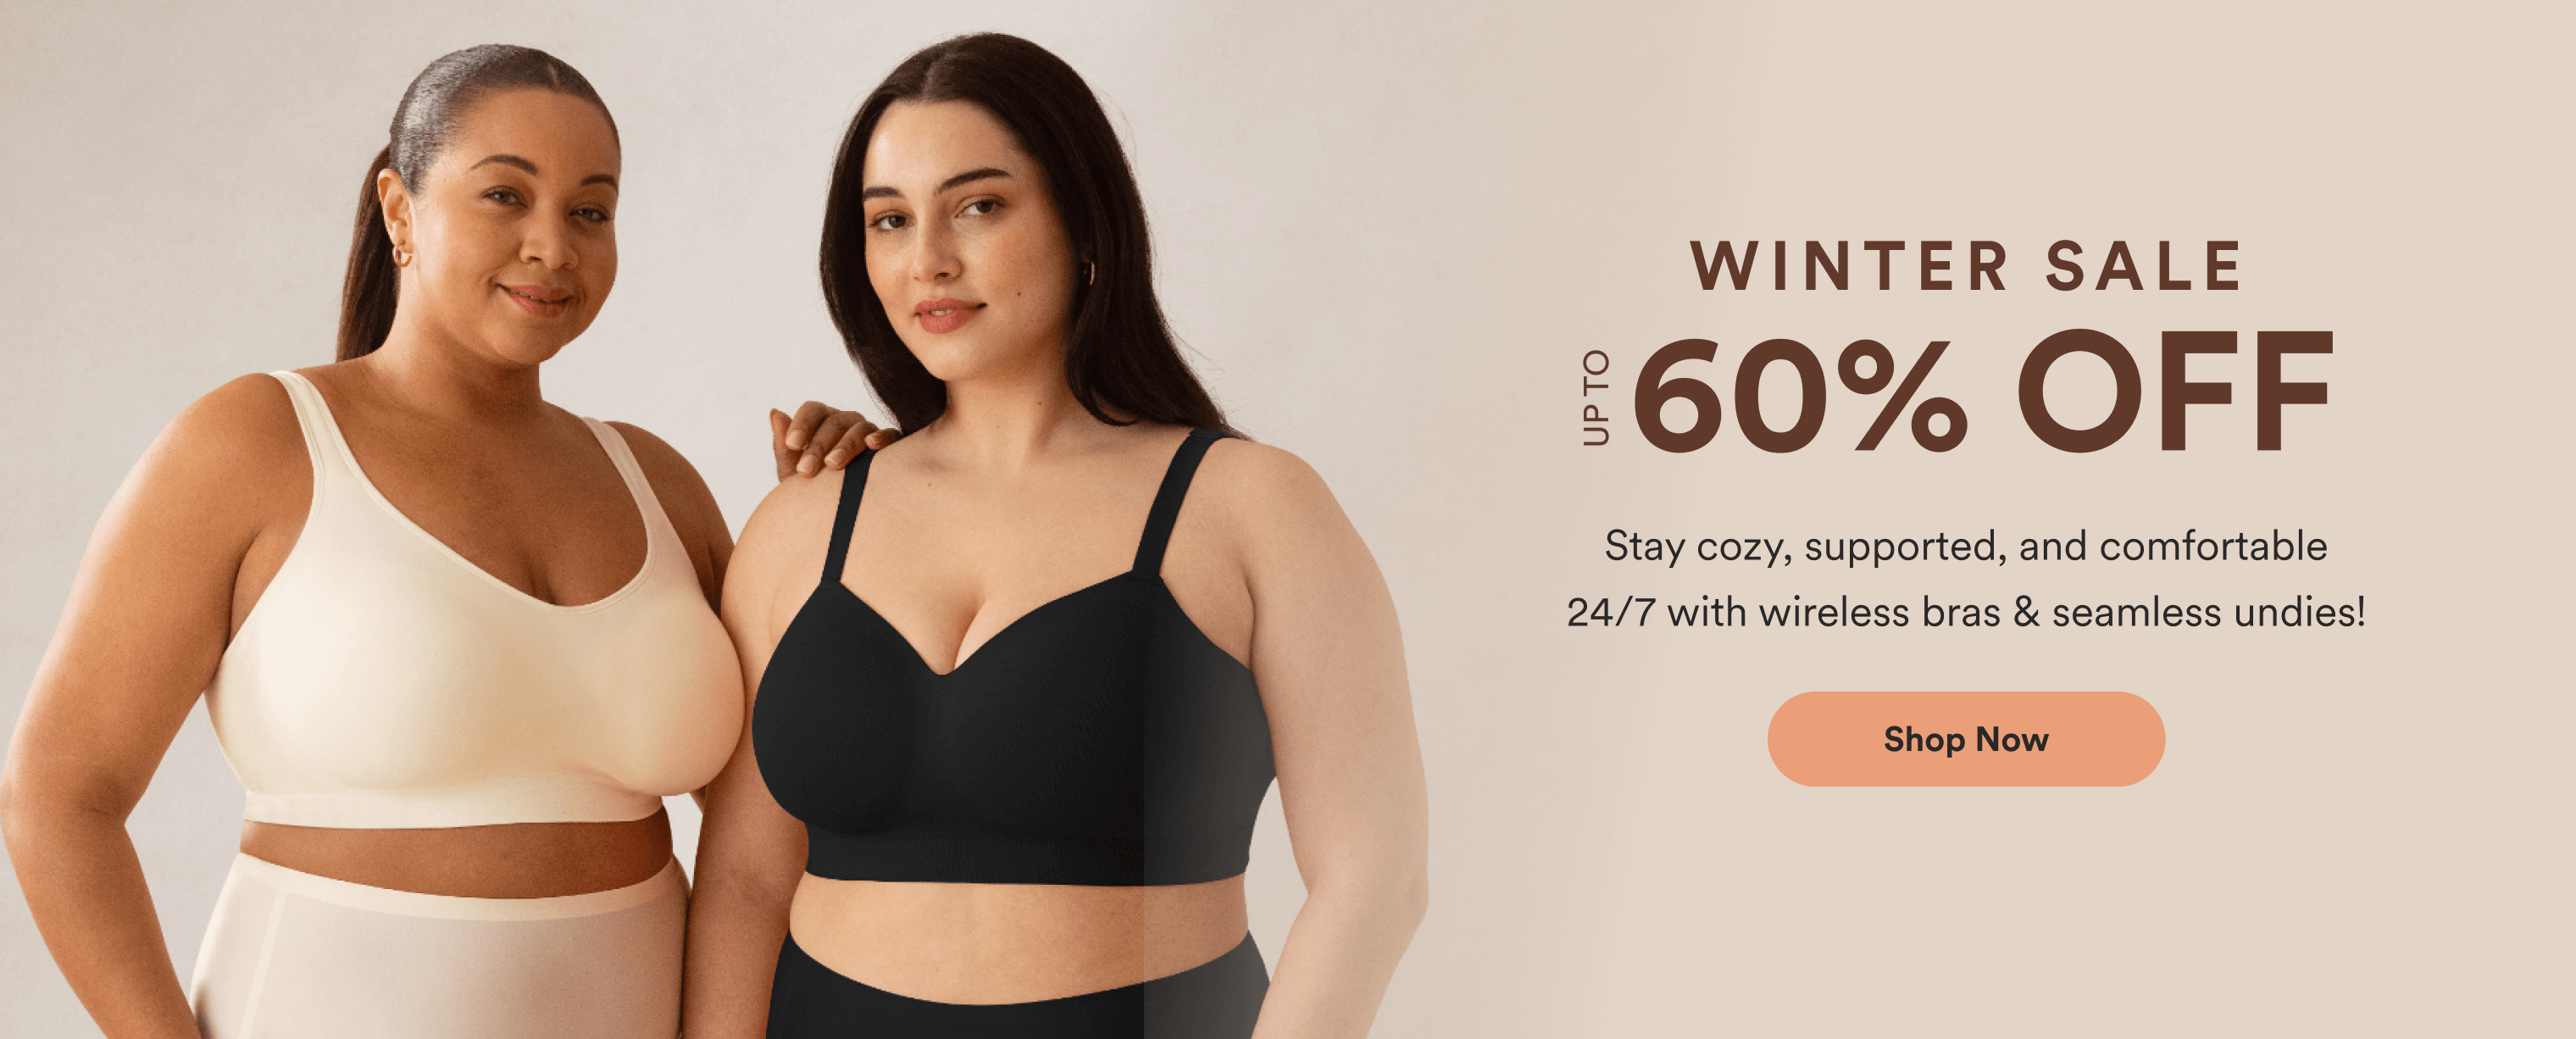 WINTER SALE
UP TO 60% OFF
Stay cozy, supported, and comfortable
24/7 with wireless bras & seamless undies!
Shop Now